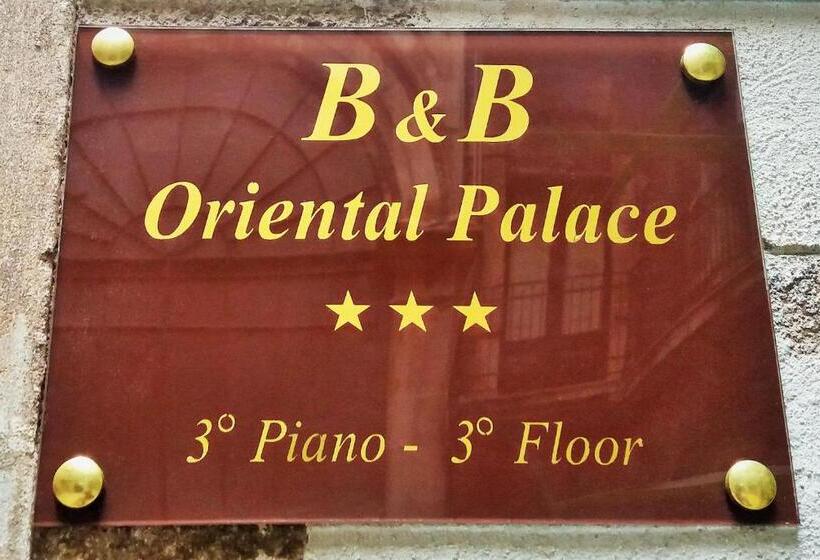 B & B
Oriental Palace
★★★
3° Piano - 3° Floor